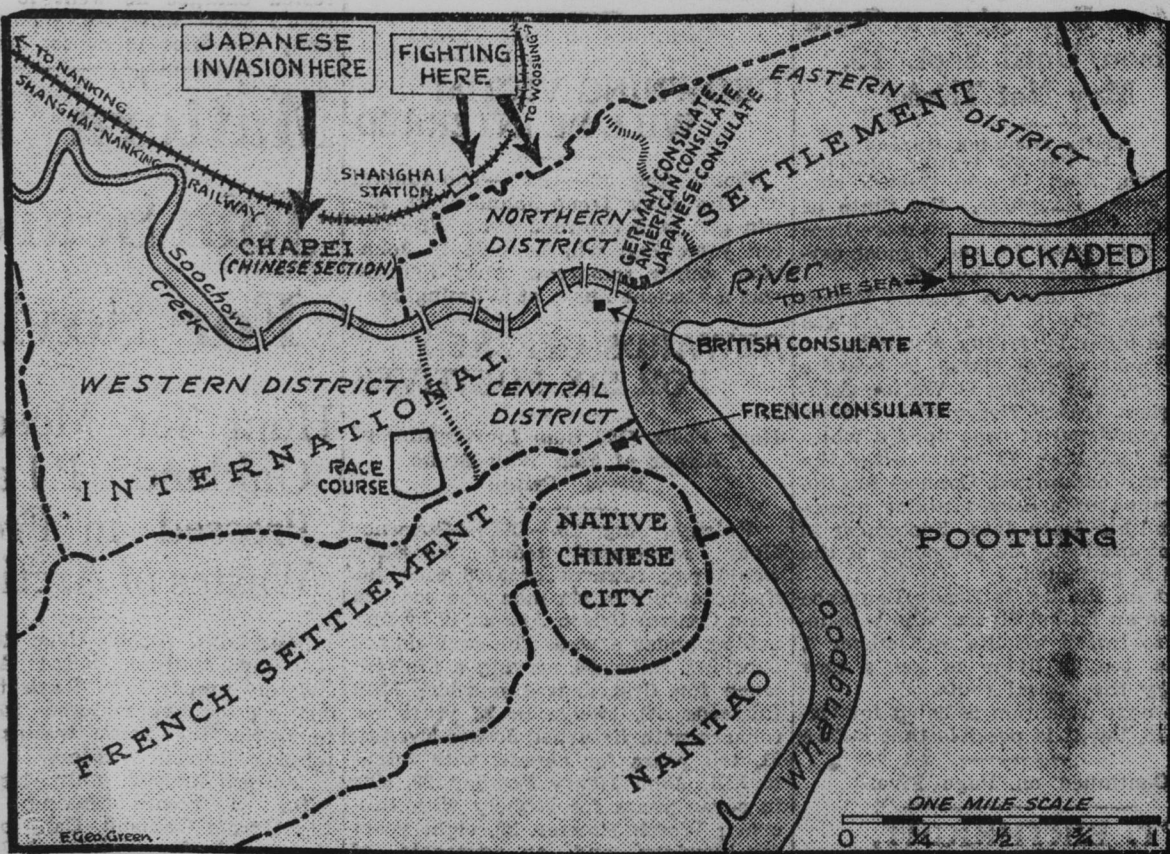 JAPANESE
INVASION HERE
FIGHTING
HERE
TO WOOSUNG
← TO NANKING
SHANGHAI-NANKING
RAILWAY
SHANGHAI
STATION
CHAPEI
(CHINESE SECTION)
Soochow
Creek
NORTHERN
DISTRICT
GERMAN CONSULATE
AMERICAN CONSULATE
JAPANESE CONSULATE
EASTERN
DISTRICT
SETTLEMENT
River
TO THE SEA
BLOCKADED
BRITISH CONSULATE
WESTERN DISTRICT
INTERNATIONAL
CENTRAL
DISTRICT
FRENCH CONSULATE
RACE
COURSE
FRENCH SETTLEMENT
NATIVE
CHINESE
CITY
POOTUNG
NANTAO
Whangpoo
E.Geo.Green.
ONE MILE SCALE
0 1/4 1/2 3/4 1